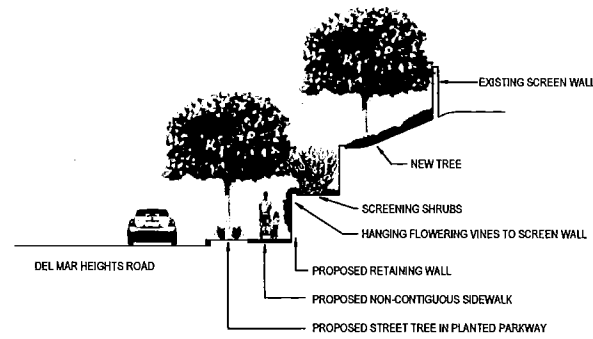 EXISTING SCREEN WALL
NEW TREE
SCREENING SHRUBS
HANGING FLOWERING VINES TO SCREEN WALL
DEL MAR HEIGHTS ROAD
PROPOSED RETAINING WALL
PROPOSED NON-CONTIGUOUS SIDEWALK
PROPOSED STREET TREE IN PLANTED PARKWAY